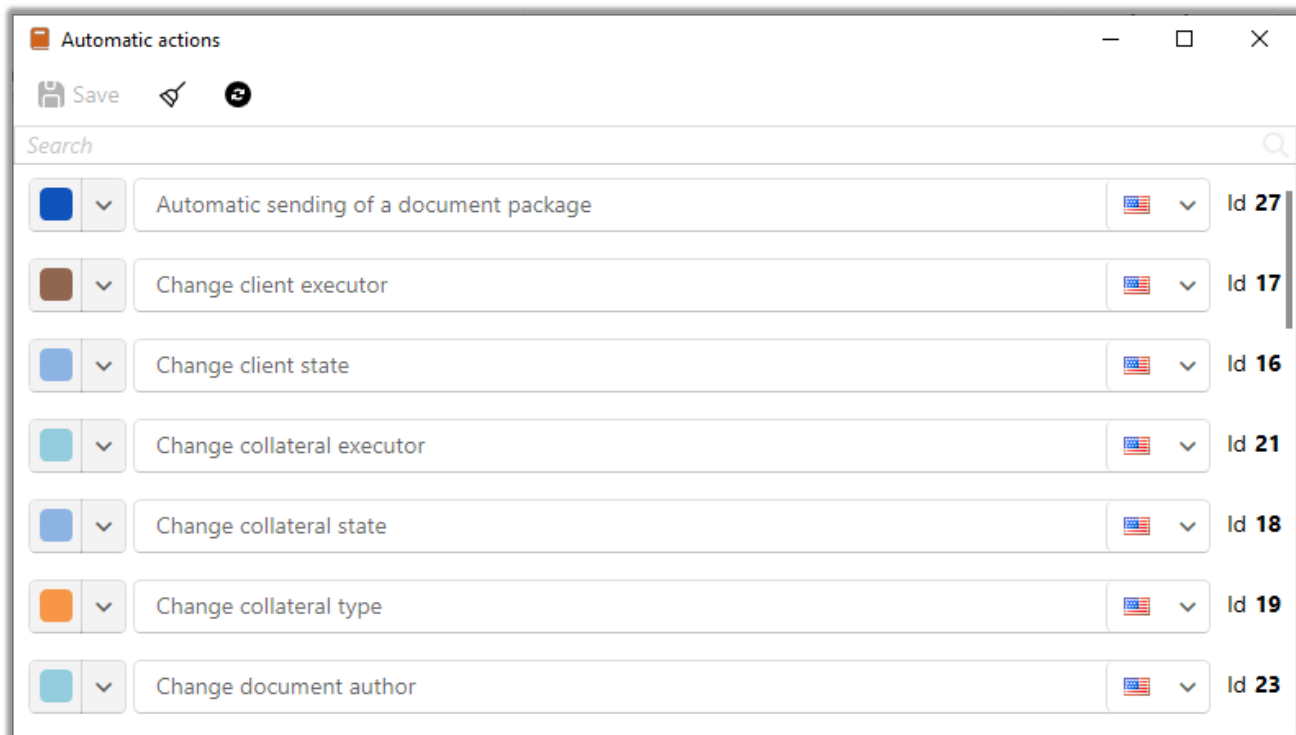 Automatic actions
Save
Search
Automatic sending of a document package Id 27
Change client executor Id 17
Change client state Id 16
Change collateral executor Id 21
Change collateral state Id 18
Change collateral type Id 19
Change document author Id 23